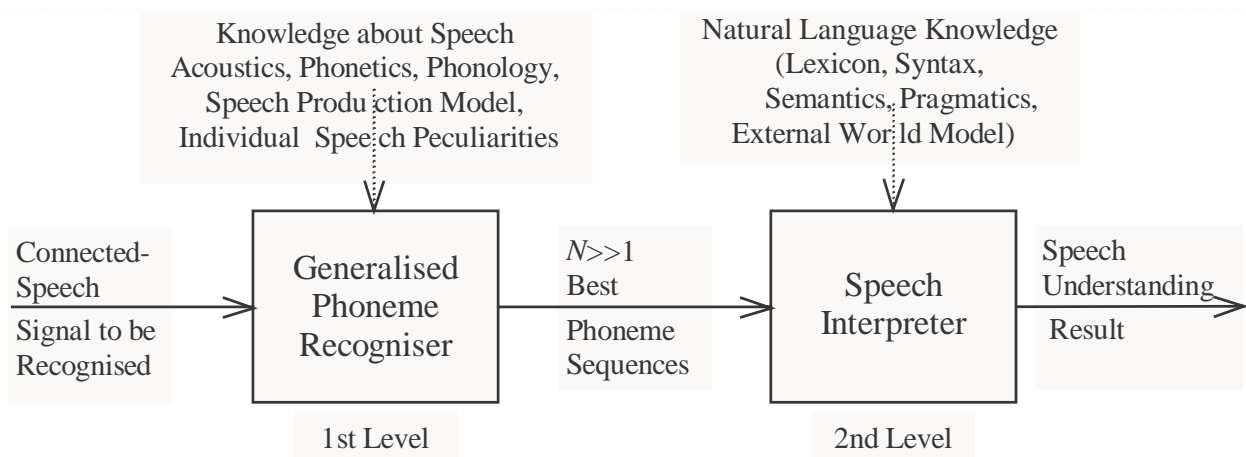 Knowledge about Speech
Acoustics, Phonetics, Phonology,
Speech Production Model,
Individual Speech Peculiarities
Natural Language Knowledge
(Lexicon, Syntax,
Semantics, Pragmatics,
External World Model)
Connected-
Speech
Signal to be
Recognised
Generalised
Phoneme
Recogniser
N>>1
Best
Phoneme
Sequences
Speech
Interpreter
Speech
Understanding
Result
1st Level
2nd Level